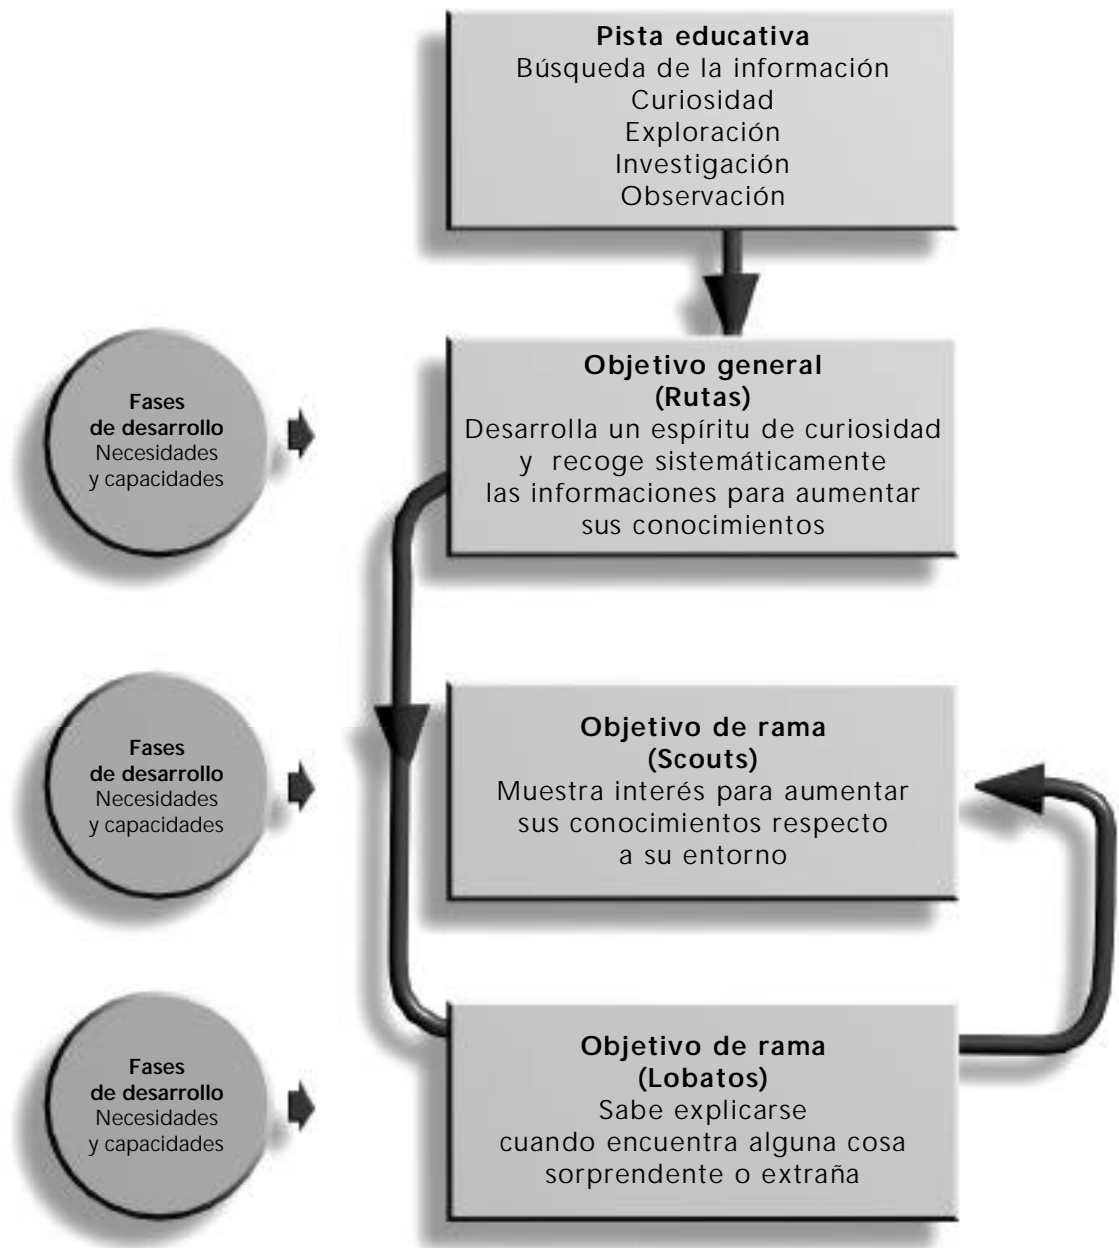 Pista educativa
Búsqueda de la información
Curiosidad
Exploración
Investigación
Observación
Fases
de desarrollo
Necesidades
y capacidades
Objetivo general
(Rutas)
Desarrolla un espíritu de curiosidad
y recoge sistemáticamente
las informaciones para aumentar
sus conocimientos
Fases
de desarrollo
Necesidades
y capacidades
Objetivo de rama
(Scouts)
Muestra interés para aumentar
sus conocimientos respecto
a su entorno
Fases
de desarrollo
Necesidades
y capacidades
Objetivo de rama
(Lobatos)
Sabe explicarse
cuando encuentra alguna cosa
sorprendente o extraña